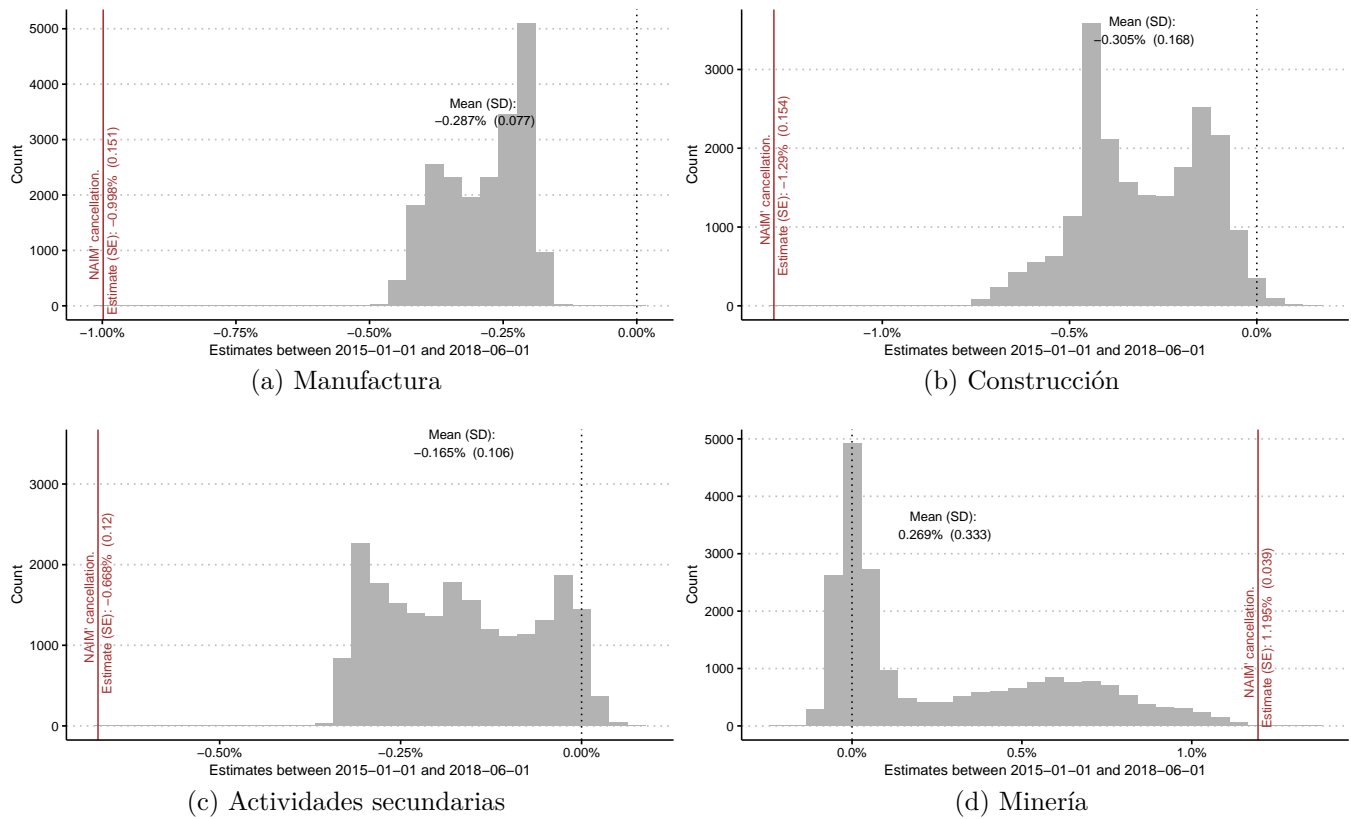 5000
4000
3000
2000
1000
0
Count
Mean (SD):
−0.287% (0.077)
NAIM' cancellation.
Estimate (SE): −0.998% (0.151)
−1.00%
−0.75%
−0.50%
−0.25%
0.00%
Estimates between 2015−01−01 and 2018−06−01
(a) Manufactura
3000
2000
1000
0
Count
Mean (SD):
−0.305% (0.168)
NAIM' cancellation.
Estimate (SE): −1.29% (0.154)
−1.0%
−0.5%
0.0%
Estimates between 2015−01−01 and 2018−06−01
(b) Construcción
3000
2000
1000
0
Count
Mean (SD):
−0.165% (0.106)
NAIM' cancellation.
Estimate (SE): −0.668% (0.12)
−0.50%
−0.25%
0.00%
Estimates between 2015−01−01 and 2018−06−01
(c) Actividades secundarias
5000
4000
3000
2000
1000
0
Count
Mean (SD):
0.269% (0.333)
NAIM' cancellation.
Estimate (SE): 1.195% (0.039)
0.0%
0.5%
1.0%
Estimates between 2015−01−01 and 2018−06−01
(d) Minería